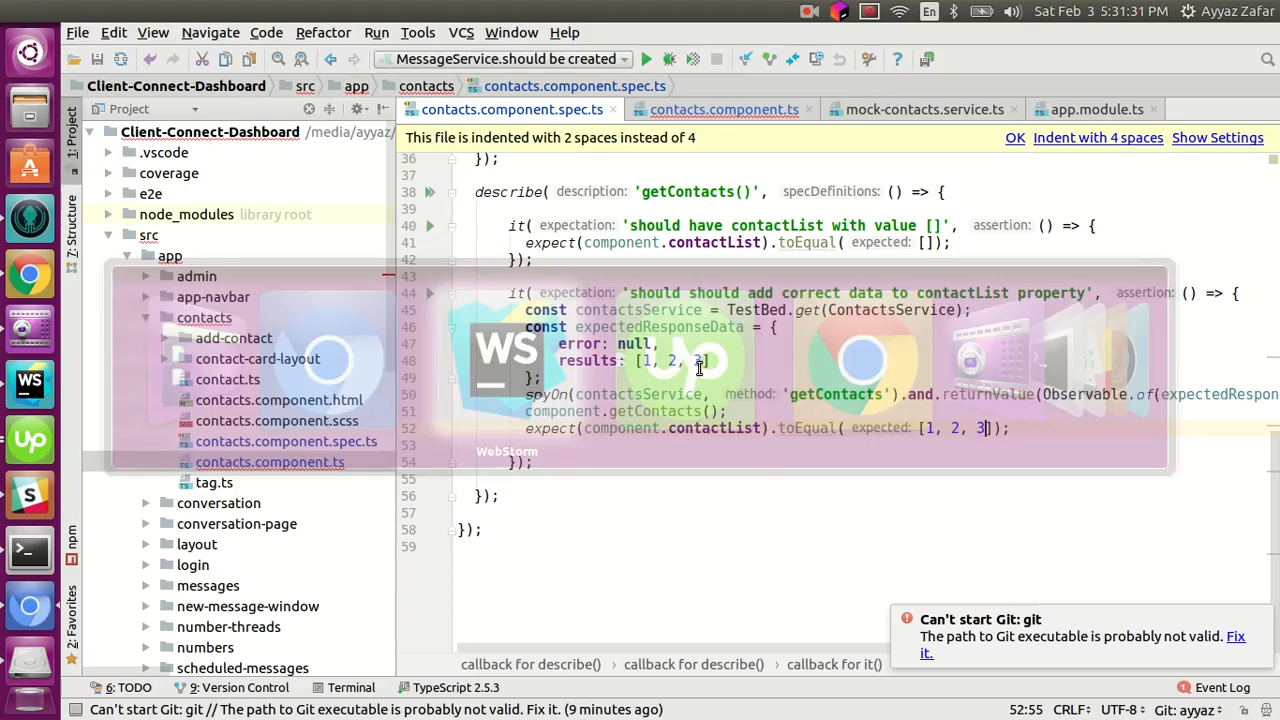 En
Sat Feb 3 5:31:31 PM
Ayyaz Zafar
File Edit View Navigate Code Refactor Run Tools VCS Window Help
MessageService.should be created
Client-Connect-Dashboard src app contacts contacts.component.spec.ts
1: Project
7: Structure
npm
2: Favorites
Project
contacts.component.spec.ts × contacts.component.ts × mock-contacts.service.ts × app.module.ts ×
This file is indented with 2 spaces instead of 4 OK Indent with 4 spaces Show Settings
Client-Connect-Dashboard /media/ayyaz/
.vscode
coverage
e2e
node_modules library root
src
app
admin
app-navbar
contacts
add-contact
contact-card-layout
contact.ts
contacts.component.html
contacts.component.scss
contacts.component.spec.ts
contacts.component.ts
tag.ts
conversation
conversation-page
layout
login
messages
new-message-window
number-threads
numbers
scheduled-messages
36 });
37
38 describe( description: 'getContacts()', specDefinitions: () => {
39
40 it( expectation: 'should have contactList with value []', assertion: () => {
41 expect(component.contactList).toEqual( expected: []);
42 });
43
44 it( expectation: 'should should add correct data to contactList property', assertion: () => {
45 const contactsService = TestBed.get(ContactsService);
46 const expectedResponseData = {
47 error: null,
48 results: [1, 2, 3]
49 };
50 spyOn(contactsService, method: 'getContacts').and.returnValue(Observable.of(expectedRespon
51 component.getContacts();
52 expect(component.contactList).toEqual( expected: [1, 2, 3]);
53
54 });
55
56 });
57
58 });
59
WS
Up
WebStorm
Can't start Git: git
The path to Git executable is probably not valid. Fix
it.
callback for describe() callback for describe() callback for it()
6: TODO 9: Version Control Terminal TypeScript 2.5.3 1 Event Log
Can't start Git: git // The path to Git executable is probably not valid. Fix it. (9 minutes ago) 52:55 CRLF UTF-8 Git: ayyaz